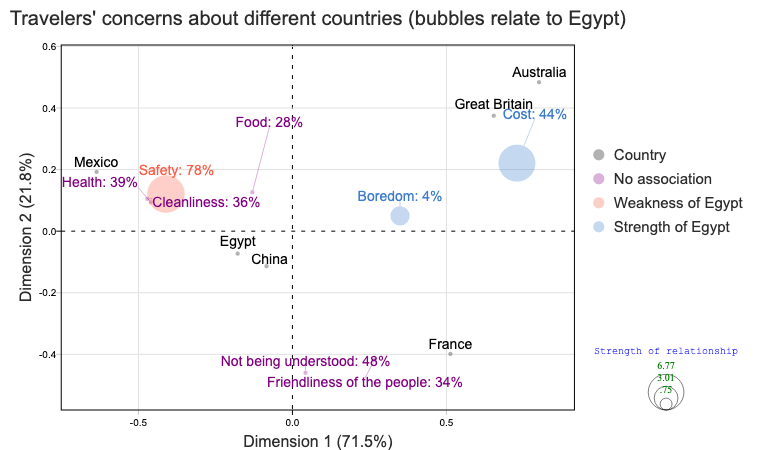 Travelers' concerns about different countries (bubbles relate to Egypt)
0.6
Australia
0.4
Great Britain
Cost: 44%
Food: 28%
Mexico
Safety: 78%
0.2
Health: 39%
Cleanliness: 36%
Boredom: 4%
0.0
Egypt
China
-0.2
France
-0.4
Not being understood: 48%
Friendliness of the people: 34%
-0.5
0.0
0.5
Dimension 1 (71.5%)
Dimension 2 (21.8%)
Country
No association
Weakness of Egypt
Strength of Egypt
Strength of relationship
6.77
3.01
.75